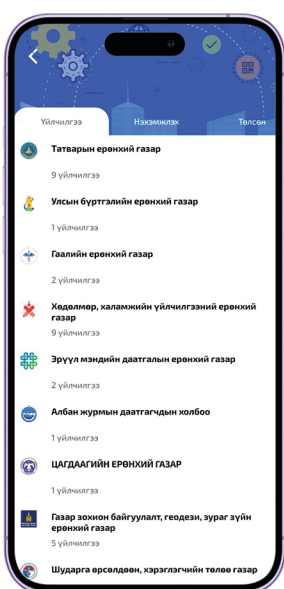 Үйлчилгээ Нэхэмжлэх Төлсөн
Татварын ерөнхий газар
9 үйлчилгээ
Улсын бүртгэлийн ерөнхий газар
1 үйлчилгээ
Гаалийн ерөнхий газар
2 үйлчилгээ
Хөдөлмөр, халамжийн үйлчилгээний ерөнхий
газар
9 үйлчилгээ
Эрүүл мэндийн даатгалын ерөнхий газар
2 үйлчилгээ
Албан журмын даатгагчдын холбоо
1 үйлчилгээ
ЦАГДААГИЙН ЕРӨНХИЙ ГАЗАР
1 үйлчилгээ
Газар зохион байгуулалт, геодези, зураг зүйн
ерөнхий газар
5 үйлчилгээ
Шударга өрсөлдөөн, хэрэглэгчийн төлөө газар